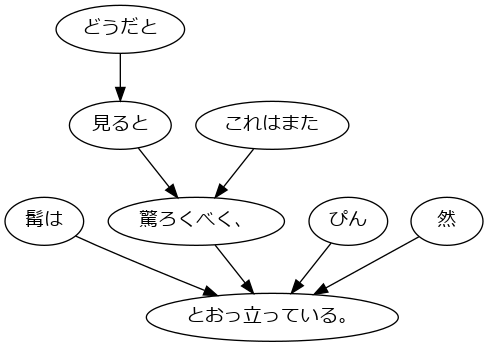 どうだと
見ると
これはまた
髯は
驚ろくべく、
ぴん
然
とおっ立っている。